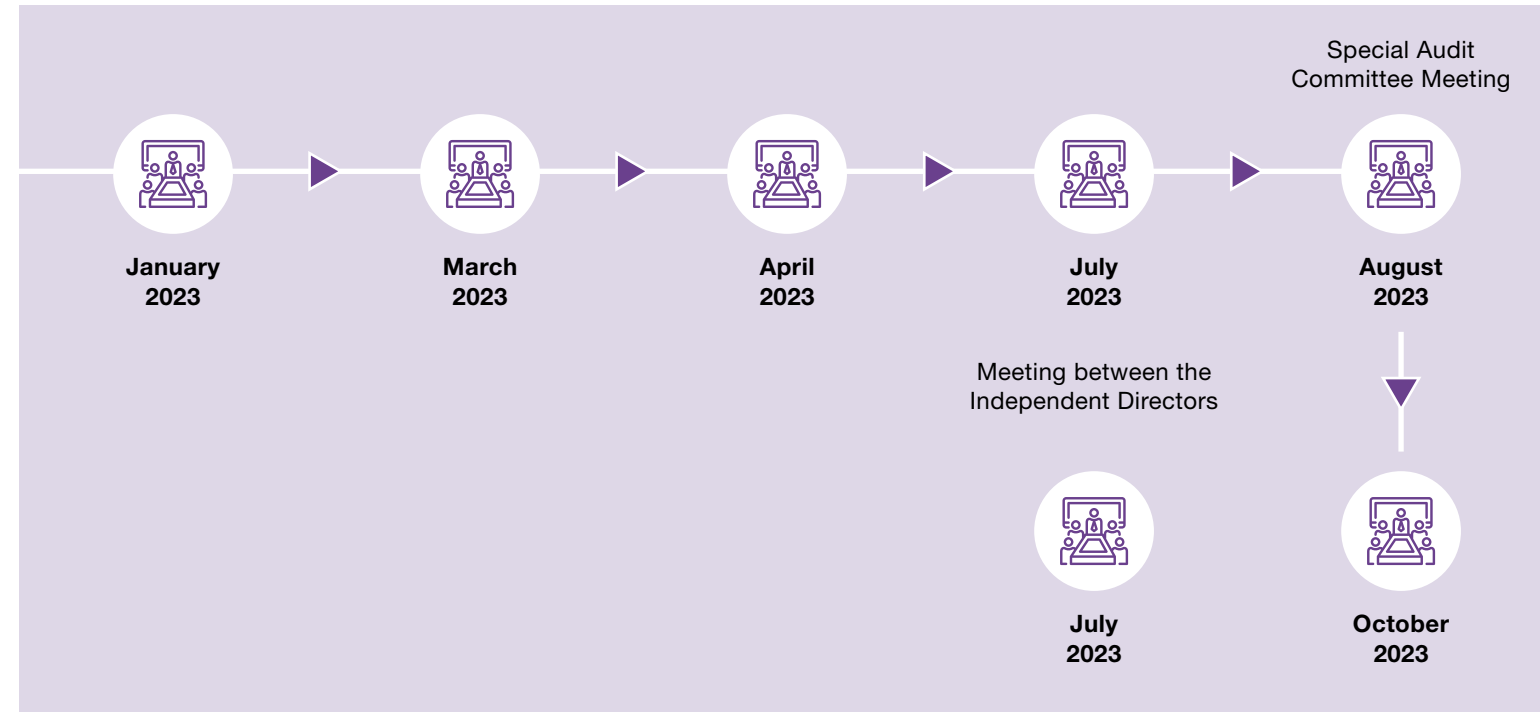 Special Audit
Committee Meeting
January
2023
March
2023
April
2023
July
2023
August
2023
Meeting between the
Independent Directors
July
2023
October
2023